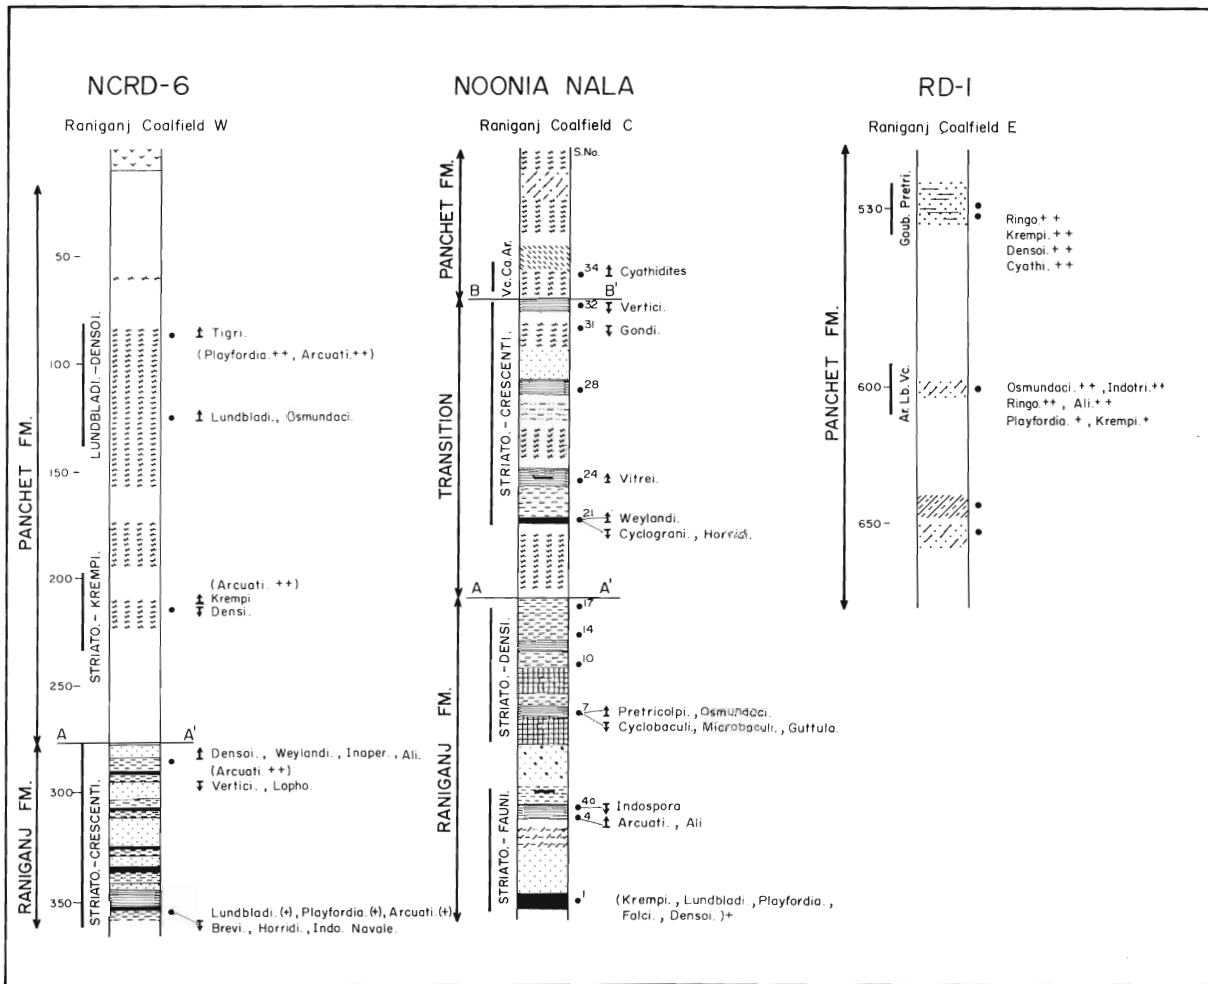 NCRD-6
Raniganj Coalfield W
PANCHET FM.
RANIGANJ FM.
LUNDBLADI.-DENSOI.
STRIATO.-KREMPI.
STRIATO.-CRESCENTI.
50
100
150
200
250
300
350
A
A'
Tigri.
(Playfordia.++, Arcuati.++)
Lundbladi., Osmundaci.
(Arcuati. ++)
Krempi
Densi.
Densoi., Weylandi., Inaper., Ali.
(Arcuati. ++)
Vertici., Lopho.
Lundbladi.(+), Playfordia.(+), Arcuati.(+)
Brevi., Horridi., Indo. Navale.
NOONIA NALA
Raniganj Coalfield C
S.No.
PANCHET FM.
TRANSITION
RANIGANJ FM.
Vc. Ca. Ar.
STRIATO.-CRESCENTI.
STRIATO.-DENSI.
STRIATO.-FAUNI.
34 Cyathidites
B
B'
32 Vertici.
31 Gondi.
28
24 Vitrei.
21 Weylandi.
Cyclograni., Horridi.
A
A'
17
14
10
7 Pretricolpi., Osmundaci.
Cyclobaculi., Microbaculi., Guttula.
4a Indospora
4 Arcuati., Ali
1 (Krempi., Lundbladi., Playfordia.,
Falci., Densoi.)+
RD-1
Raniganj Coalfield E
PANCHET FM.
Goub. Pretri.
Ar. Lb. Vc.
530
600
650
Ringo.++
Krempi.++
Densoi.++
Cyathi.++
Osmundaci.++, Indotri.++
Ringo.++, Ali.++
Playfordia.+, Krempi.+